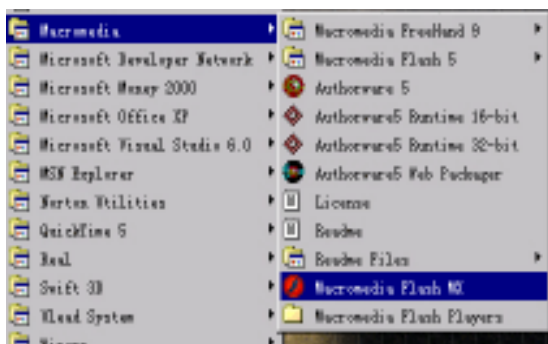 Macromedia
Microsoft Developer Network
Microsoft Money 2000
Microsoft Office XP
Microsoft Visual Studio 6.0
MSN Explorer
Norton Utilities
QuickTime 5
Real
Swift 3D
Ulead System
Macromedia FreeHand 9
Macromedia Flash 5
Authorware 5
Authorware5 Runtime 16-bit
Authorware5 Runtime 32-bit
Authorware5 Web Packager
License
Readme
Readme Files
Macromedia Flash MX
Macromedia Flash Players